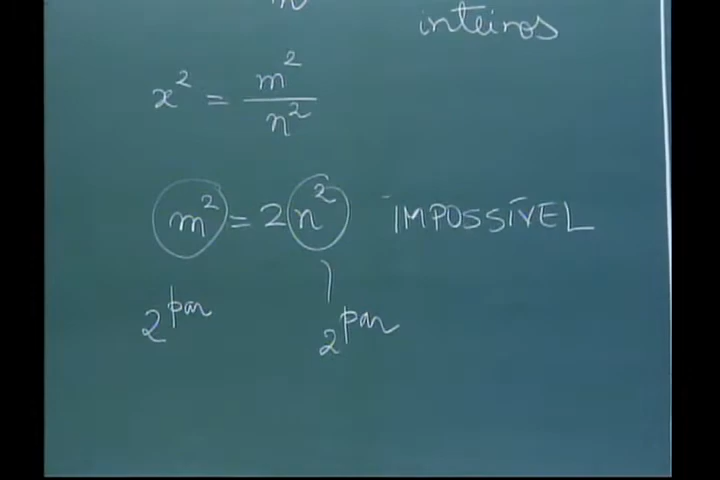 n
inteiros
x² = m²/n²
m² = 2n² IMPOSSÍVEL
2^par 2^par